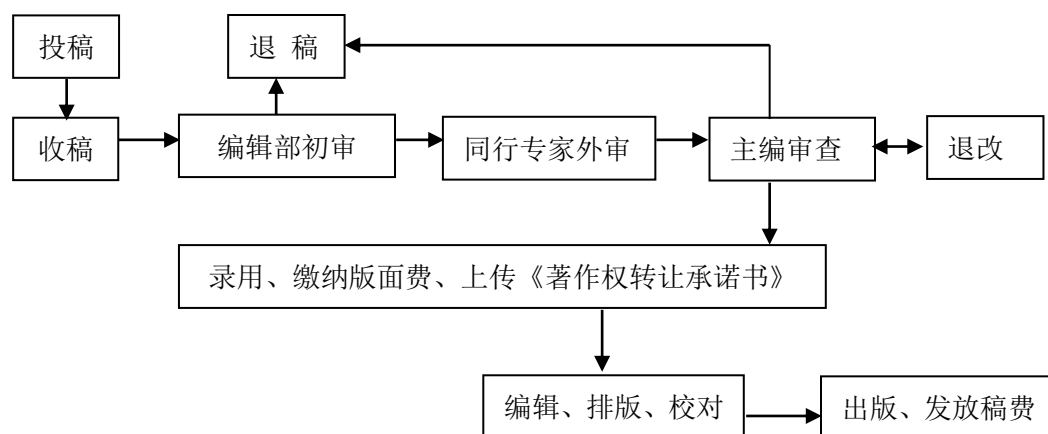 投稿
退 稿
收稿
编辑部初审
同行专家外审
主编审查
退改
录用、缴纳版面费、上传《著作权转让承诺书》
编辑、排版、校对
出版、发放稿费